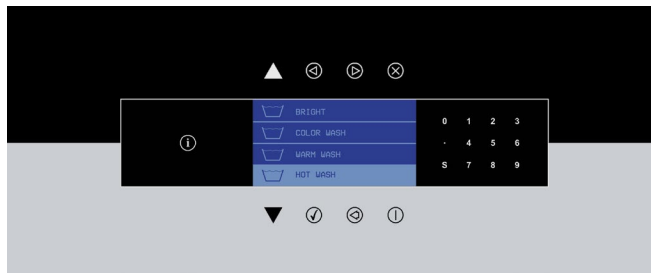 BRIGHT
COLOR WASH
WARM WASH
HOT WASH
0 1 2 3
. 4 5 6
S 7 8 9
i